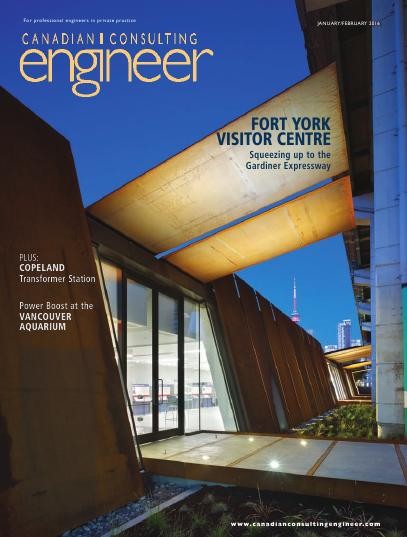 For professional engineers in private practice
JANUARY/FEBRUARY 2016
CANADIAN CONSULTING
engineer
FORT YORK
VISITOR CENTRE
Squeezing up to the
Gardiner Expressway
PLUS:
COPELAND
Transformer Station
Power Boost at the
VANCOUVER
AQUARIUM
www.canadianconsultingengineer.com